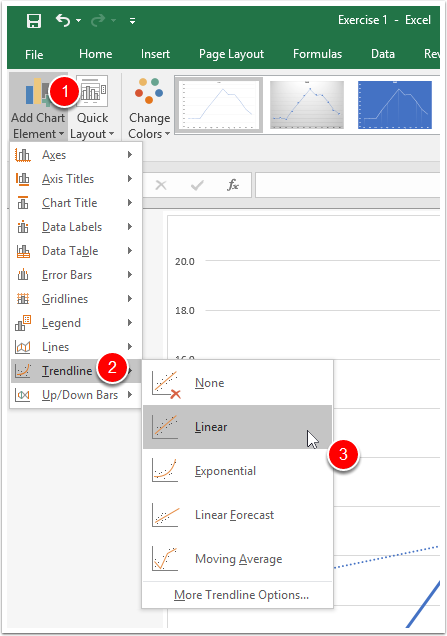 Exercise 1 - Excel
File Home Insert Page Layout Formulas Data Rev
1
Add Chart Element
Quick Layout
Change Colors
Axes
Axis Titles
Chart Title
Data Labels
Data Table
Error Bars
Gridlines
Legend
Lines
Trendline 2
Up/Down Bars
fx
20.0
18.0
16.0
None
Linear
3
Exponential
Linear Forecast
Moving Average
More Trendline Options...